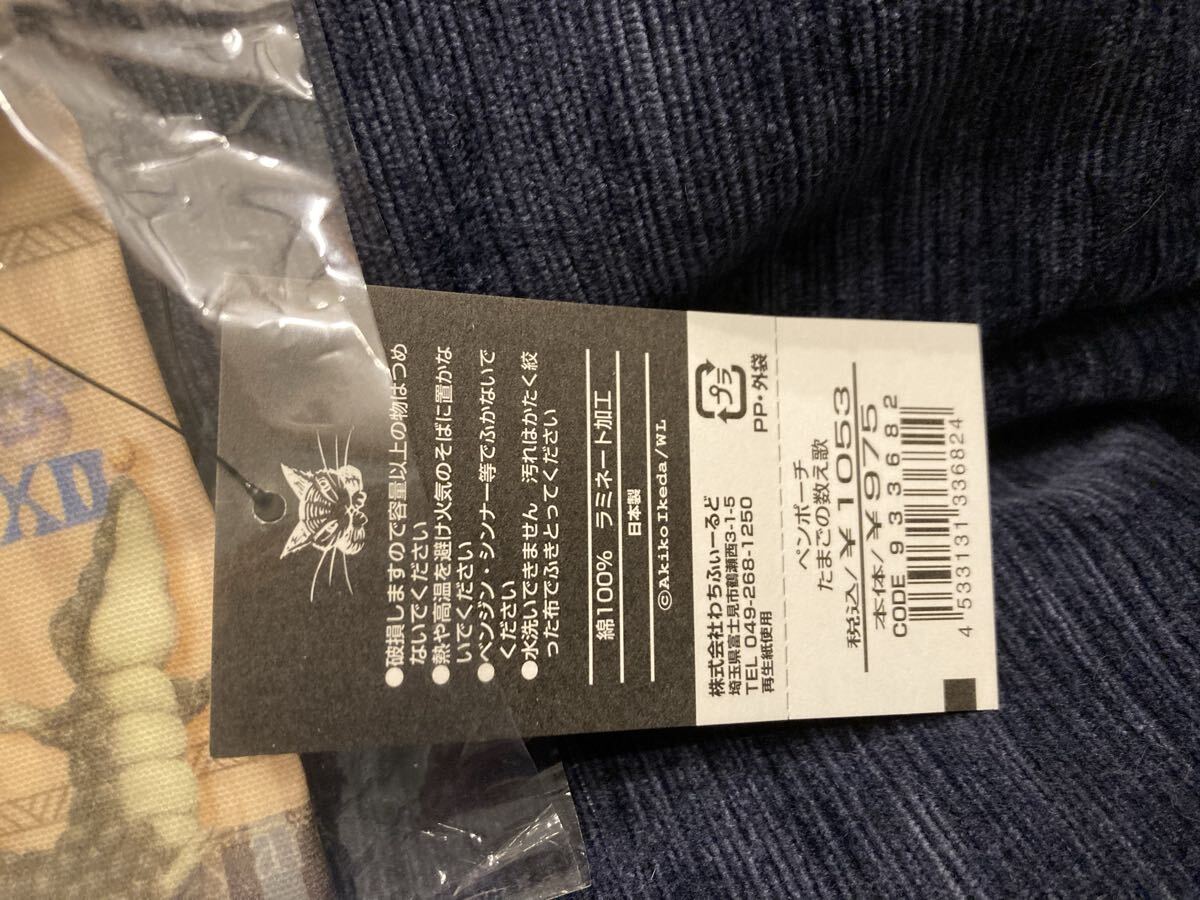 ●破損しますので容量以上の物はつめ
ないでください
●熱や高温を避け火気のそばに置かな
いでください
●ベンジン・シンナー等でふかないで
ください
●水洗いできません 汚れはかたく絞
った布でふきとってください
綿100% ラミネート加工
日本製
©AkikoIkeda/WL
株式会社わちふぃーるど
埼玉県富士見市鶴瀬西3-1-5
TEL 049-268-1250
再生紙使用
プラ
PP・外袋
ペンポーチ
たまごの数え歌
税込/¥1053
本体/¥975
CODE 933682
4 533131 336824
XII